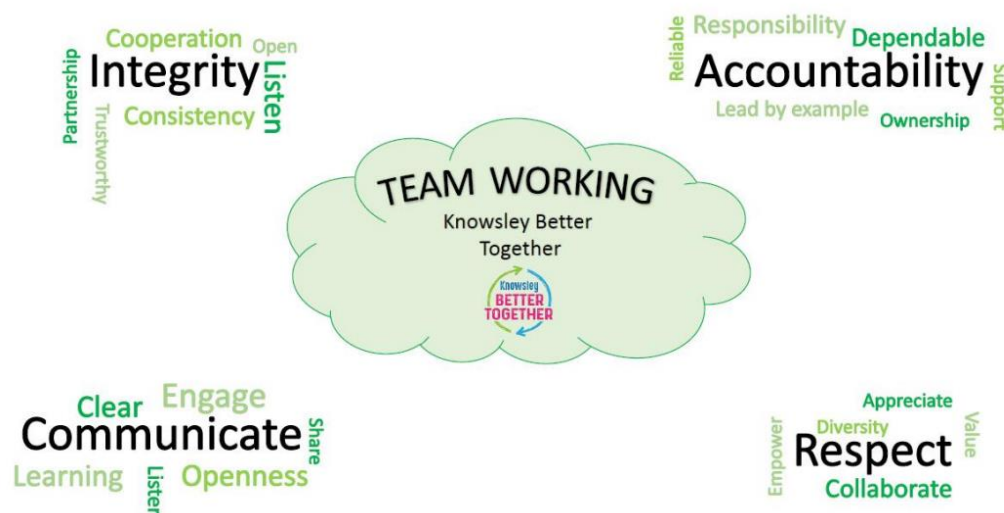 Cooperation
Open
Partnership
Integrity
Listen
Trustworthy
Consistency
Reliable
Responsibility
Dependable
Accountability
Support
Lead by example
Ownership
TEAM WORKING
Knowsley Better
Together
Knowsley
BETTER
TOGETHER
Clear
Engage
Communicate
Share
Learning
Listen
Openness
Appreciate
Empower
Diversity
Value
Respect
Collaborate